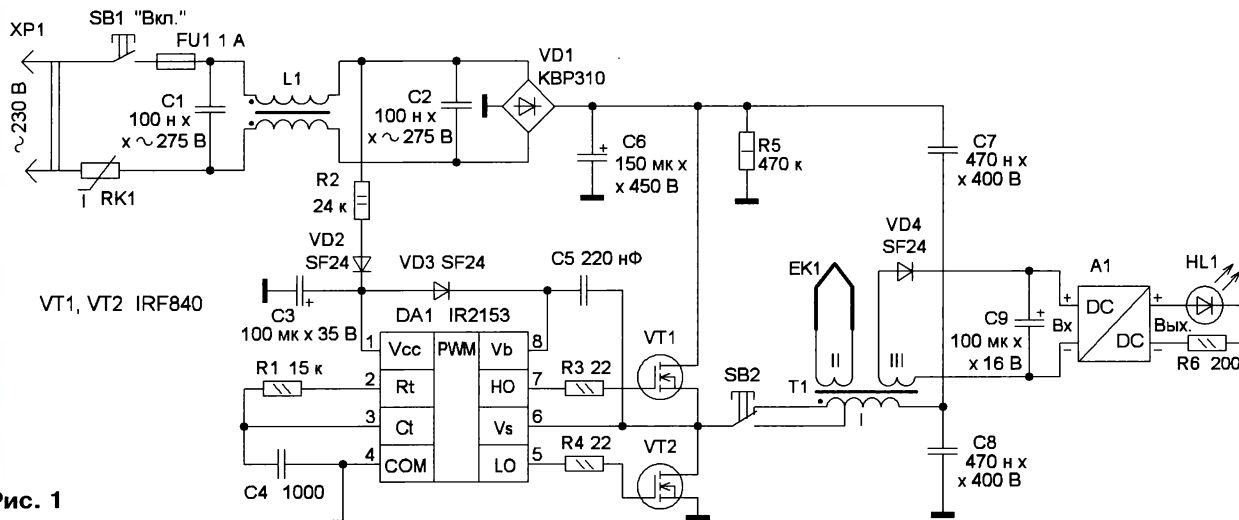 XP1
SB1 "Вкл."
FU1 1 А
~230 В
RK1
I
C1
100 н х
х ~ 275 В
L1
C2
100 н х
х ~ 275 В
VD1
KBP310
R2
24 к
VD2
SF24
VD3 SF24
C5 220 нФ
C6
150 мк х
х 450 В
R5
470 к
C7
470 н х
х 400 В
VT1, VT2 IRF840
C3
100 мк х 35 В
DA1 IR2153
1 Vcc PWM Vb 8
2 Rt HO 7
3 Ct Vs 6
4 COM LO 5
R1 15 к
C4 1000
R3 22
R4 22
VT1
VT2
SB2
EK1
VD4
SF24
II
III
T1
I
C9
100 мк х
х 16 В
A1
DC
DC
+
Вх
−
+
Вых.
−
HL1
R6 200
C8
470 н х
х 400 В
Рис. 1